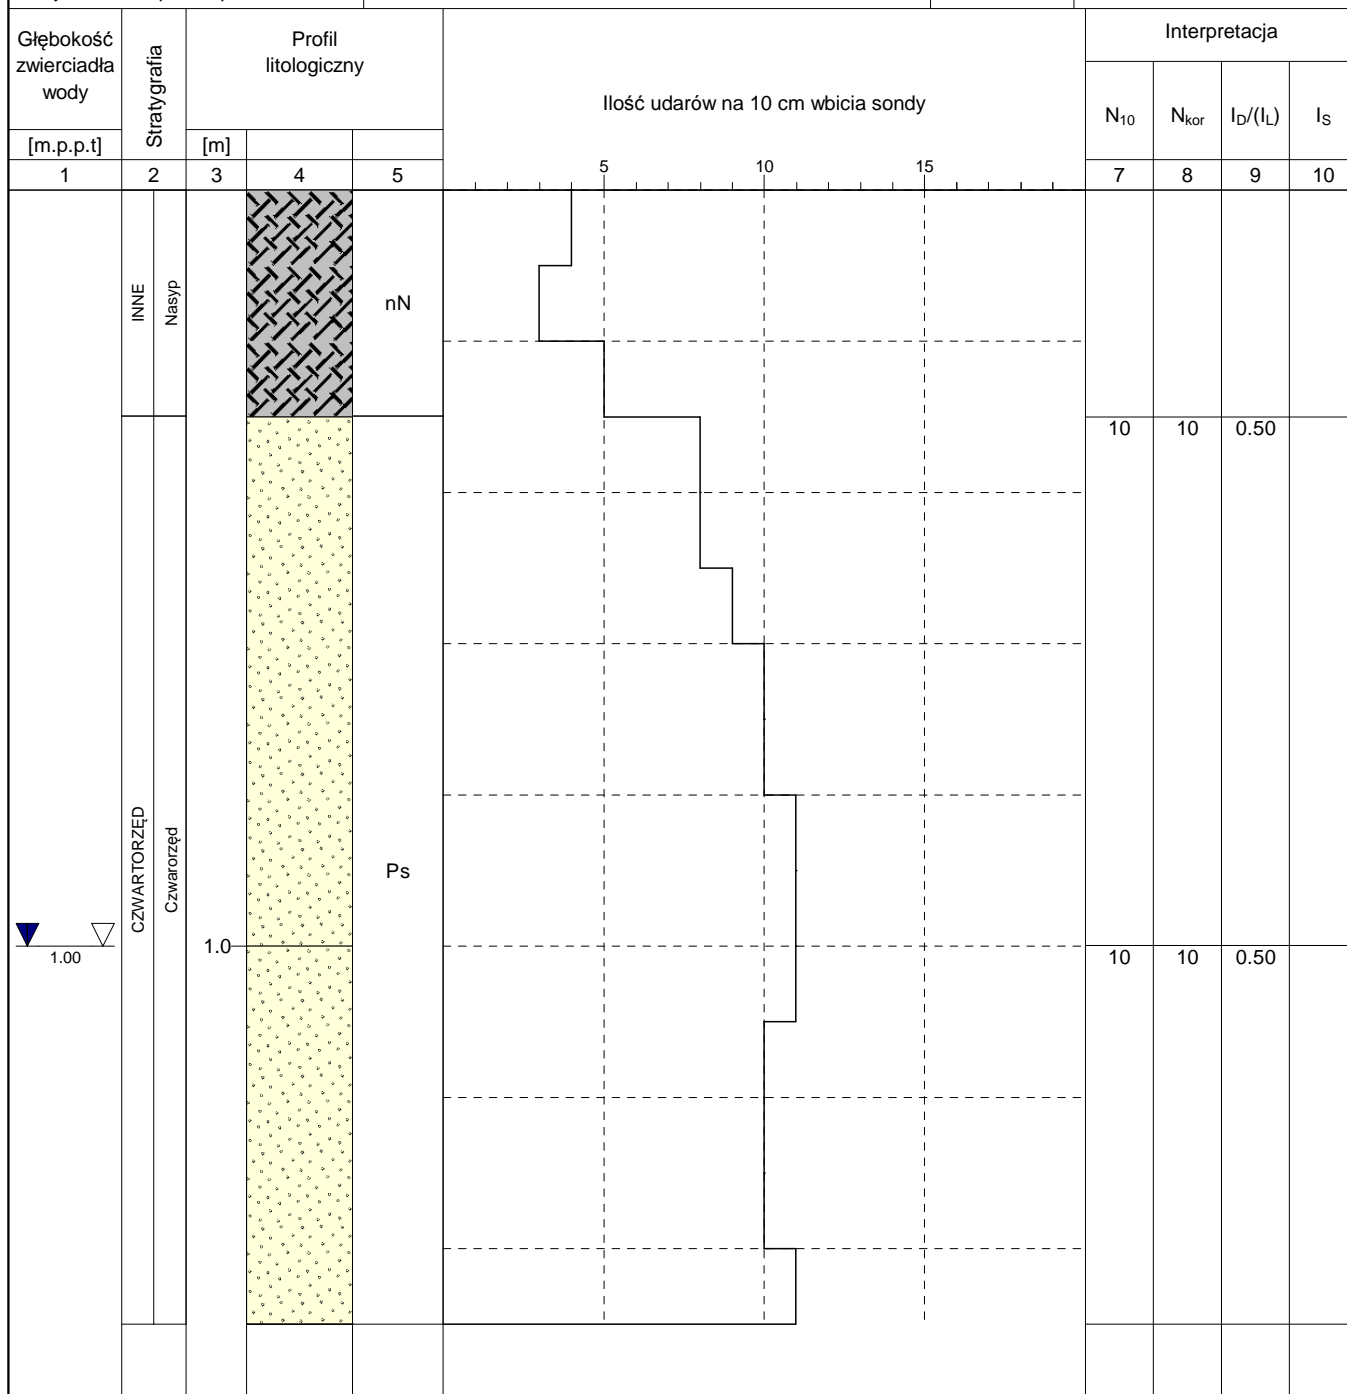 Głębokość
zwierciadła
wody
[m.p.p.t]
Stratygrafia
Profil
litologiczny
[m]
Ilość udarów na 10 cm wbicia sondy
5 10 15
Interpretacja
N10 Nkor ID/(IL) IS
1 2 3 4 5 7 8 9 10
INNE
Nasyp
nN
10 10 0.50
CZWARTORZĘD
Czwarorzęd
Ps
1.00
1.0
10 10 0.50